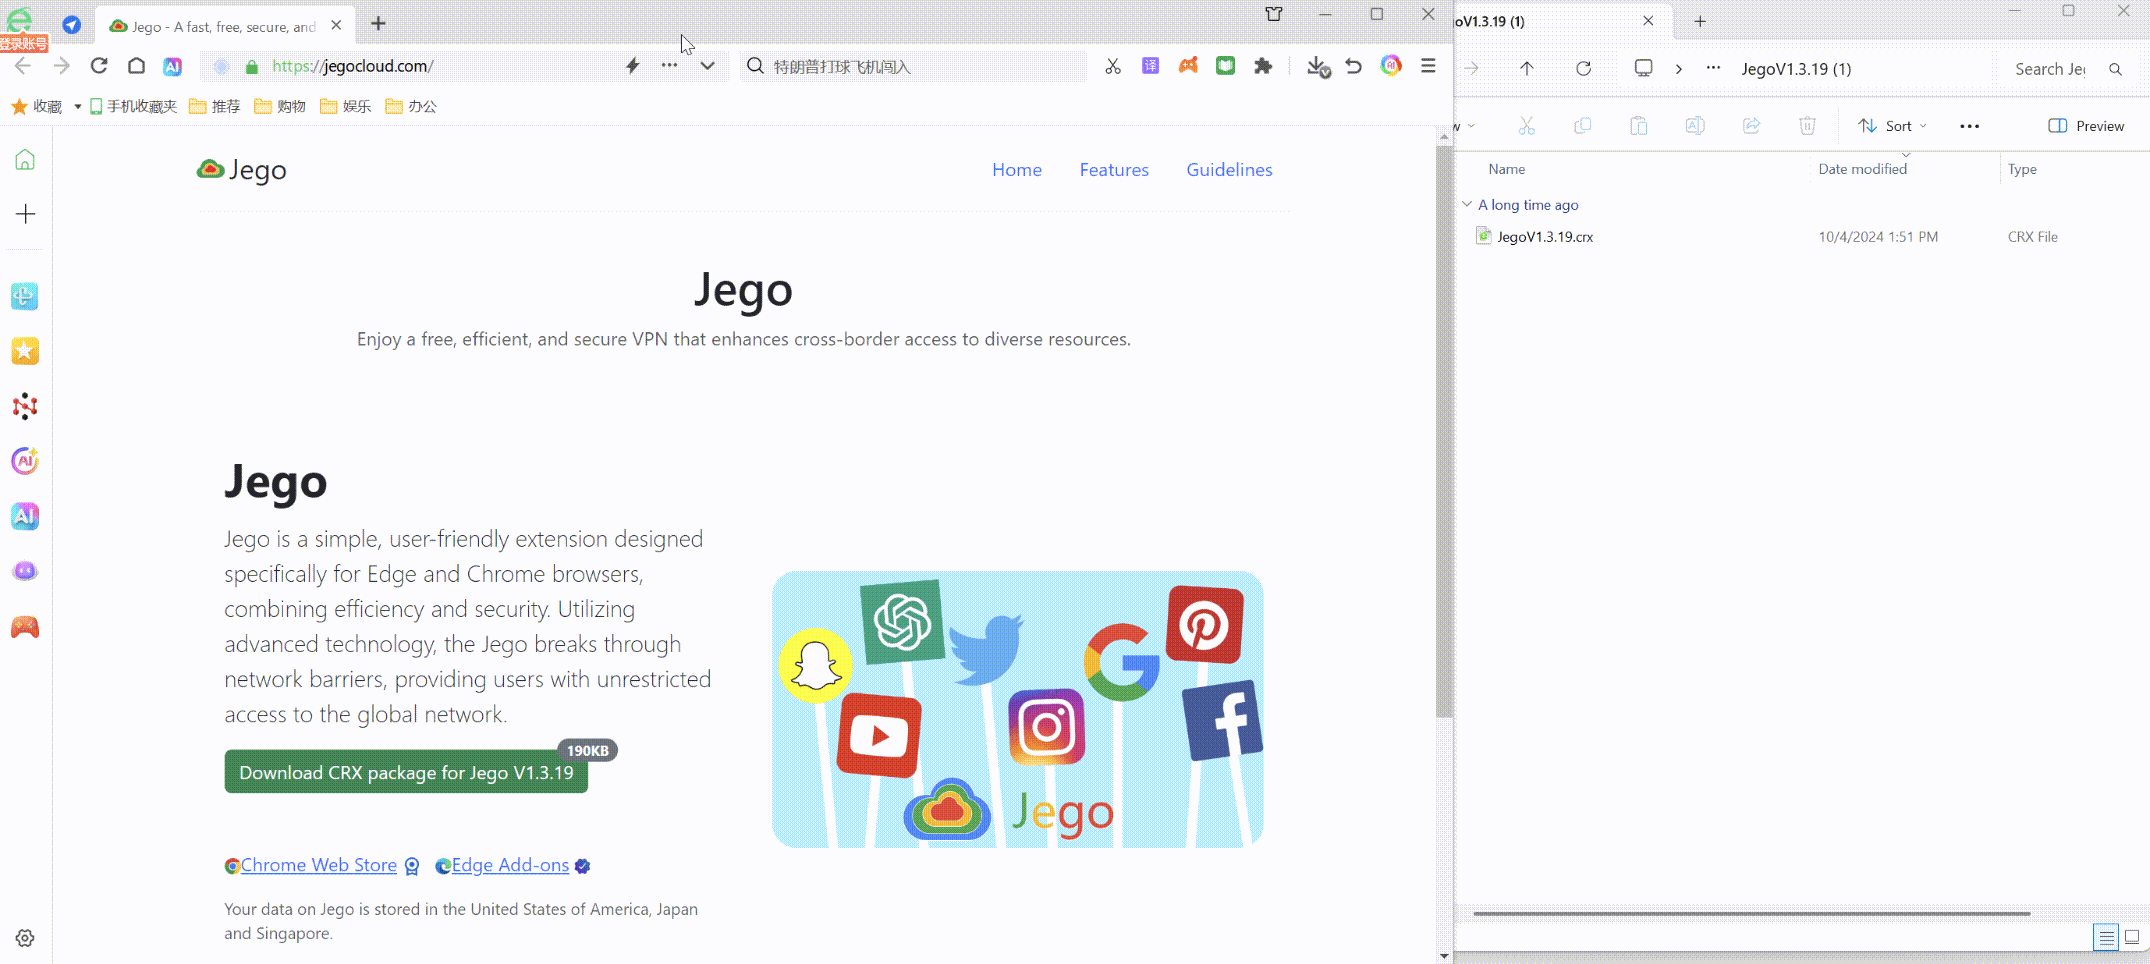 Jego - A fast, free, secure, and
登录账号
https://jegocloud.com/
特朗普打球飞机闯入
译
AI
收藏
手机收藏夹
推荐
购物
娱乐
办公
Jego
Home
Features
Guidelines
Jego
Enjoy a free, efficient, and secure VPN that enhances cross-border access to diverse resources.
Jego
Jego is a simple, user-friendly extension designed
specifically for Edge and Chrome browsers,
combining efficiency and security. Utilizing
advanced technology, the Jego breaks through
network barriers, providing users with unrestricted
access to the global network.
190KB
Download CRX package for Jego V1.3.19
Jego
Chrome Web Store
Edge Add-ons
Your data on Jego is stored in the United States of America, Japan
and Singapore.
AI
AI
oV1.3.19 (1)
JegoV1.3.19 (1)
Search Je
Sort
Preview
Name
Date modified
Type
A long time ago
JegoV1.3.19.crx
10/4/2024 1:51 PM
CRX File